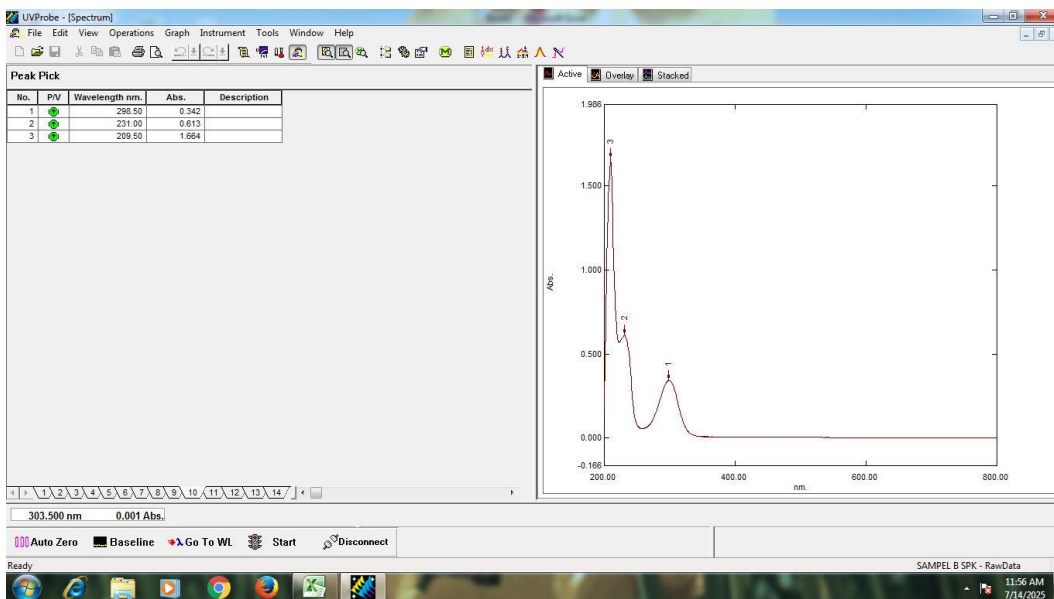 UVProbe - [Spectrum]
File Edit View Operations Graph Instrument Tools Window Help
Peak Pick
No. P/V Wavelength nm. Abs. Description
1 298.50 0.342
2 231.00 0.613
3 209.50 1.664
1 2 3 4 5 6 7 8 9 10 11 12 13 14
Active Overlay Stacked
1.986
1.500
1.000
0.500
0.000
-0.166
Abs.
3
2
1
200.00 400.00 600.00 800.00
nm.
303.500 nm 0.001 Abs.
Auto Zero Baseline Go To WL Start Disconnect
Ready
SAMPEL B SPK - RawData
11:56 AM
7/14/2025